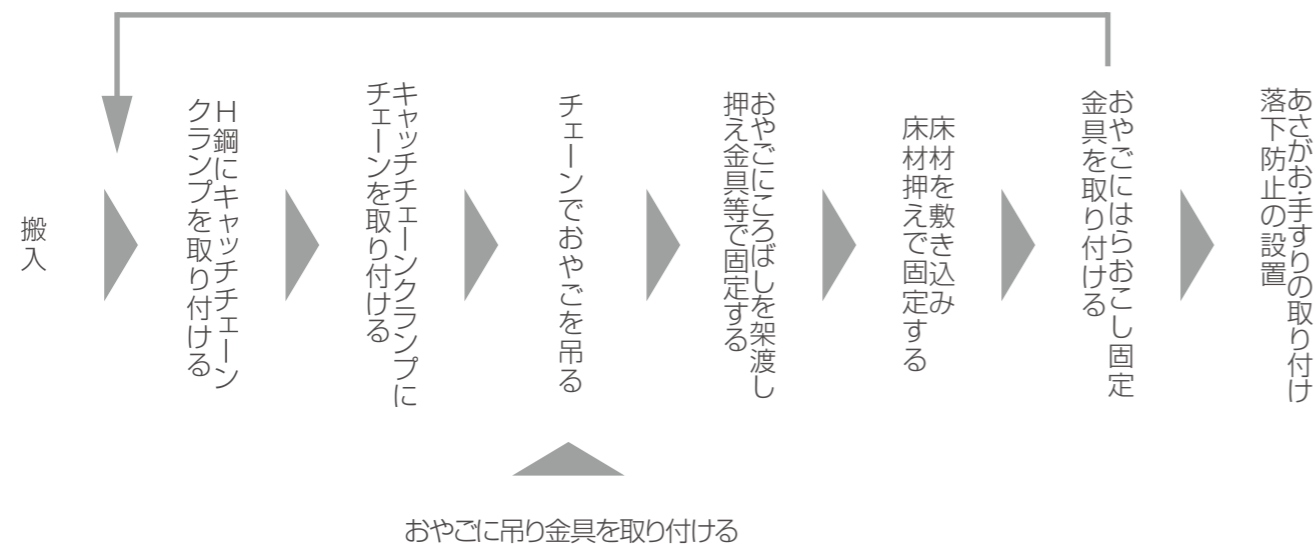 搬入
H鋼にキャッチチェーン
クランプを取り付ける
キャッチチェーンクランプに
チェーンを取り付ける
チェーンでおやごを吊る
おやごにころばしを架渡し
押え金具等で固定する
床材を敷き込み
床材押えで固定する
おやごにはらおこし固定
金具を取り付ける
あさがお・手すりの取り付け
落下防止の設置
おやごに吊り金具を取り付ける